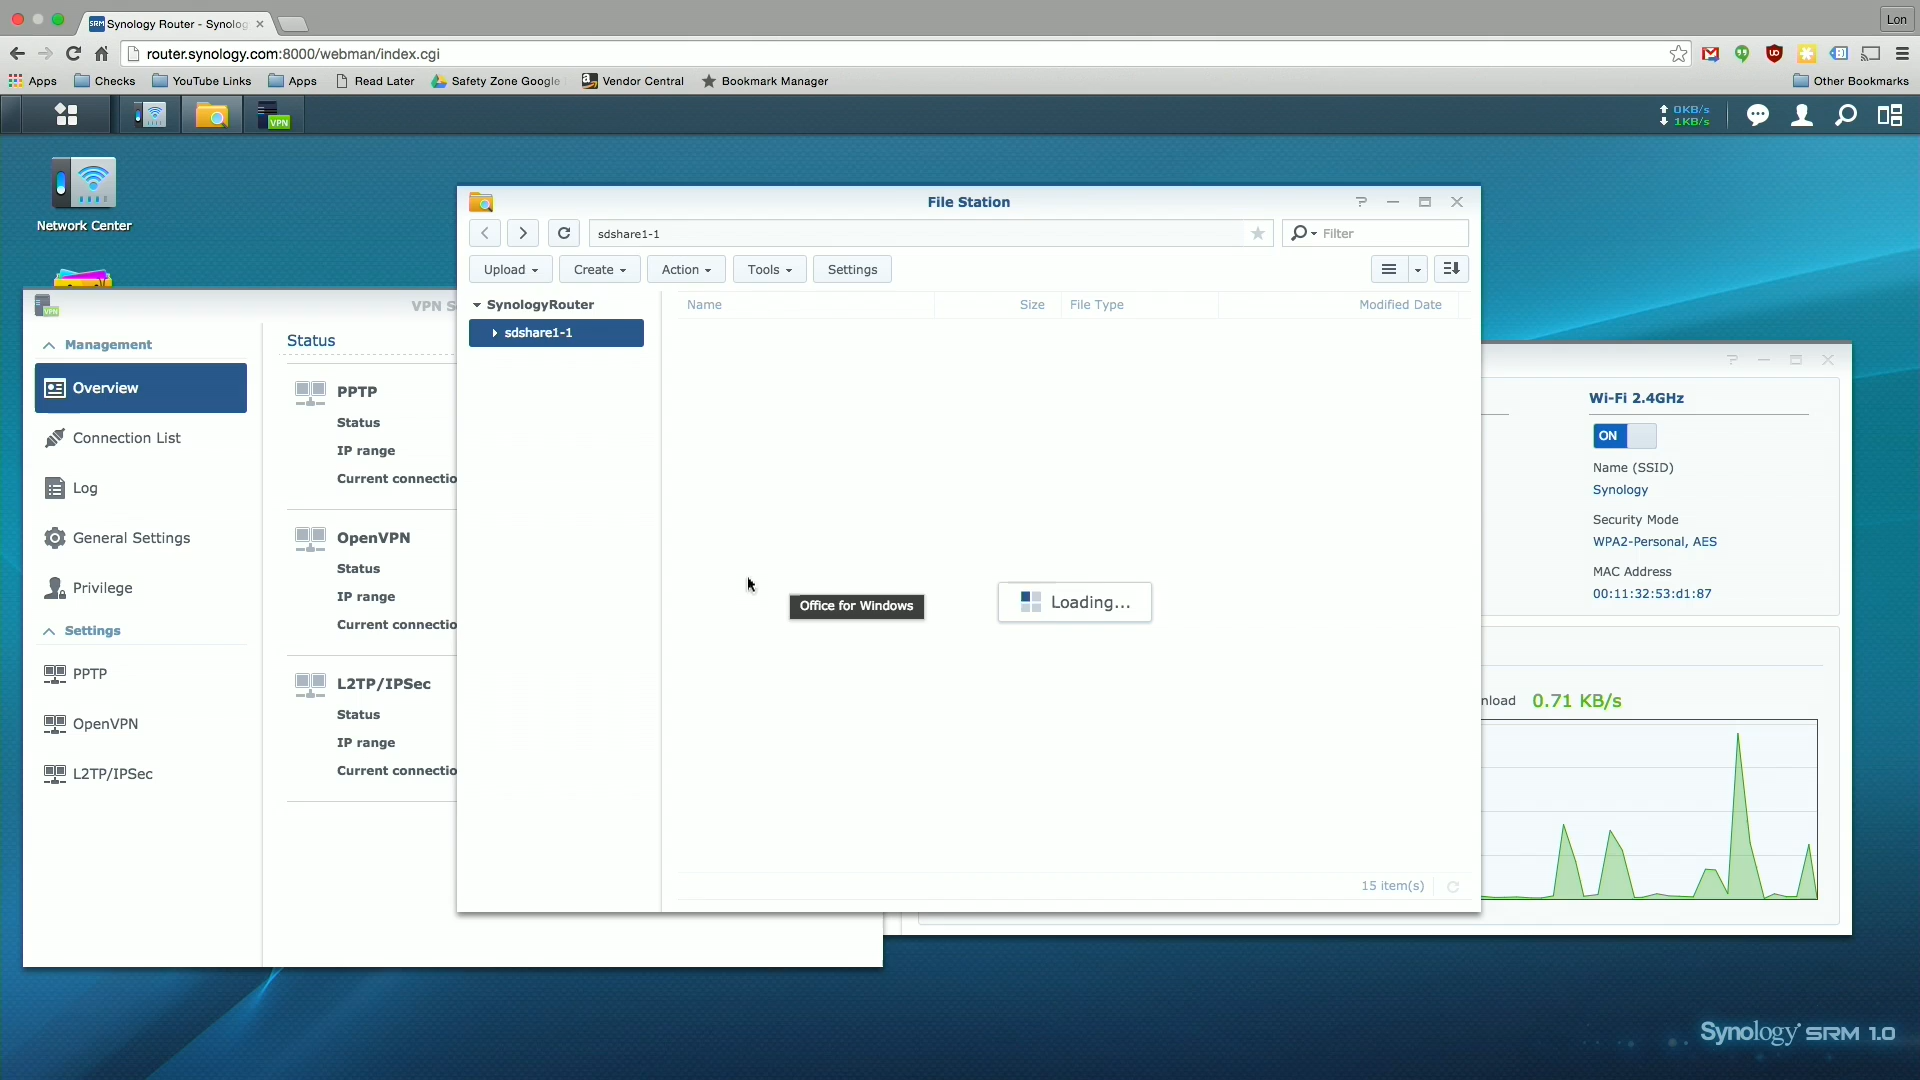 Synology Router - Synolog
Lon
router.synology.com:8000/webman/index.cgi
Apps
Checks
YouTube Links
Apps
Read Later
Safety Zone Google
Vendor Central
Bookmark Manager
Other Bookmarks
VPN
0KB/s
1KB/s
Network Center
File Station
sdshare1-1
Filter
Upload
Create
Action
Tools
Settings
SynologyRouter
sdshare1-1
Name
Size
File Type
Modified Date
Office for Windows
Loading...
15 item(s)
VPN S
Management
Overview
Connection List
Log
General Settings
Privilege
Settings
PPTP
OpenVPN
L2TP/IPSec
Status
PPTP
Status
IP range
Current connectio
OpenVPN
Status
IP range
Current connectio
L2TP/IPSec
Status
IP range
Current connectio
Wi-Fi 2.4GHz
ON
Name (SSID)
Synology
Security Mode
WPA2-Personal, AES
MAC Address
00:11:32:53:d1:87
nload 0.71 KB/s
Synology SRM 1.0